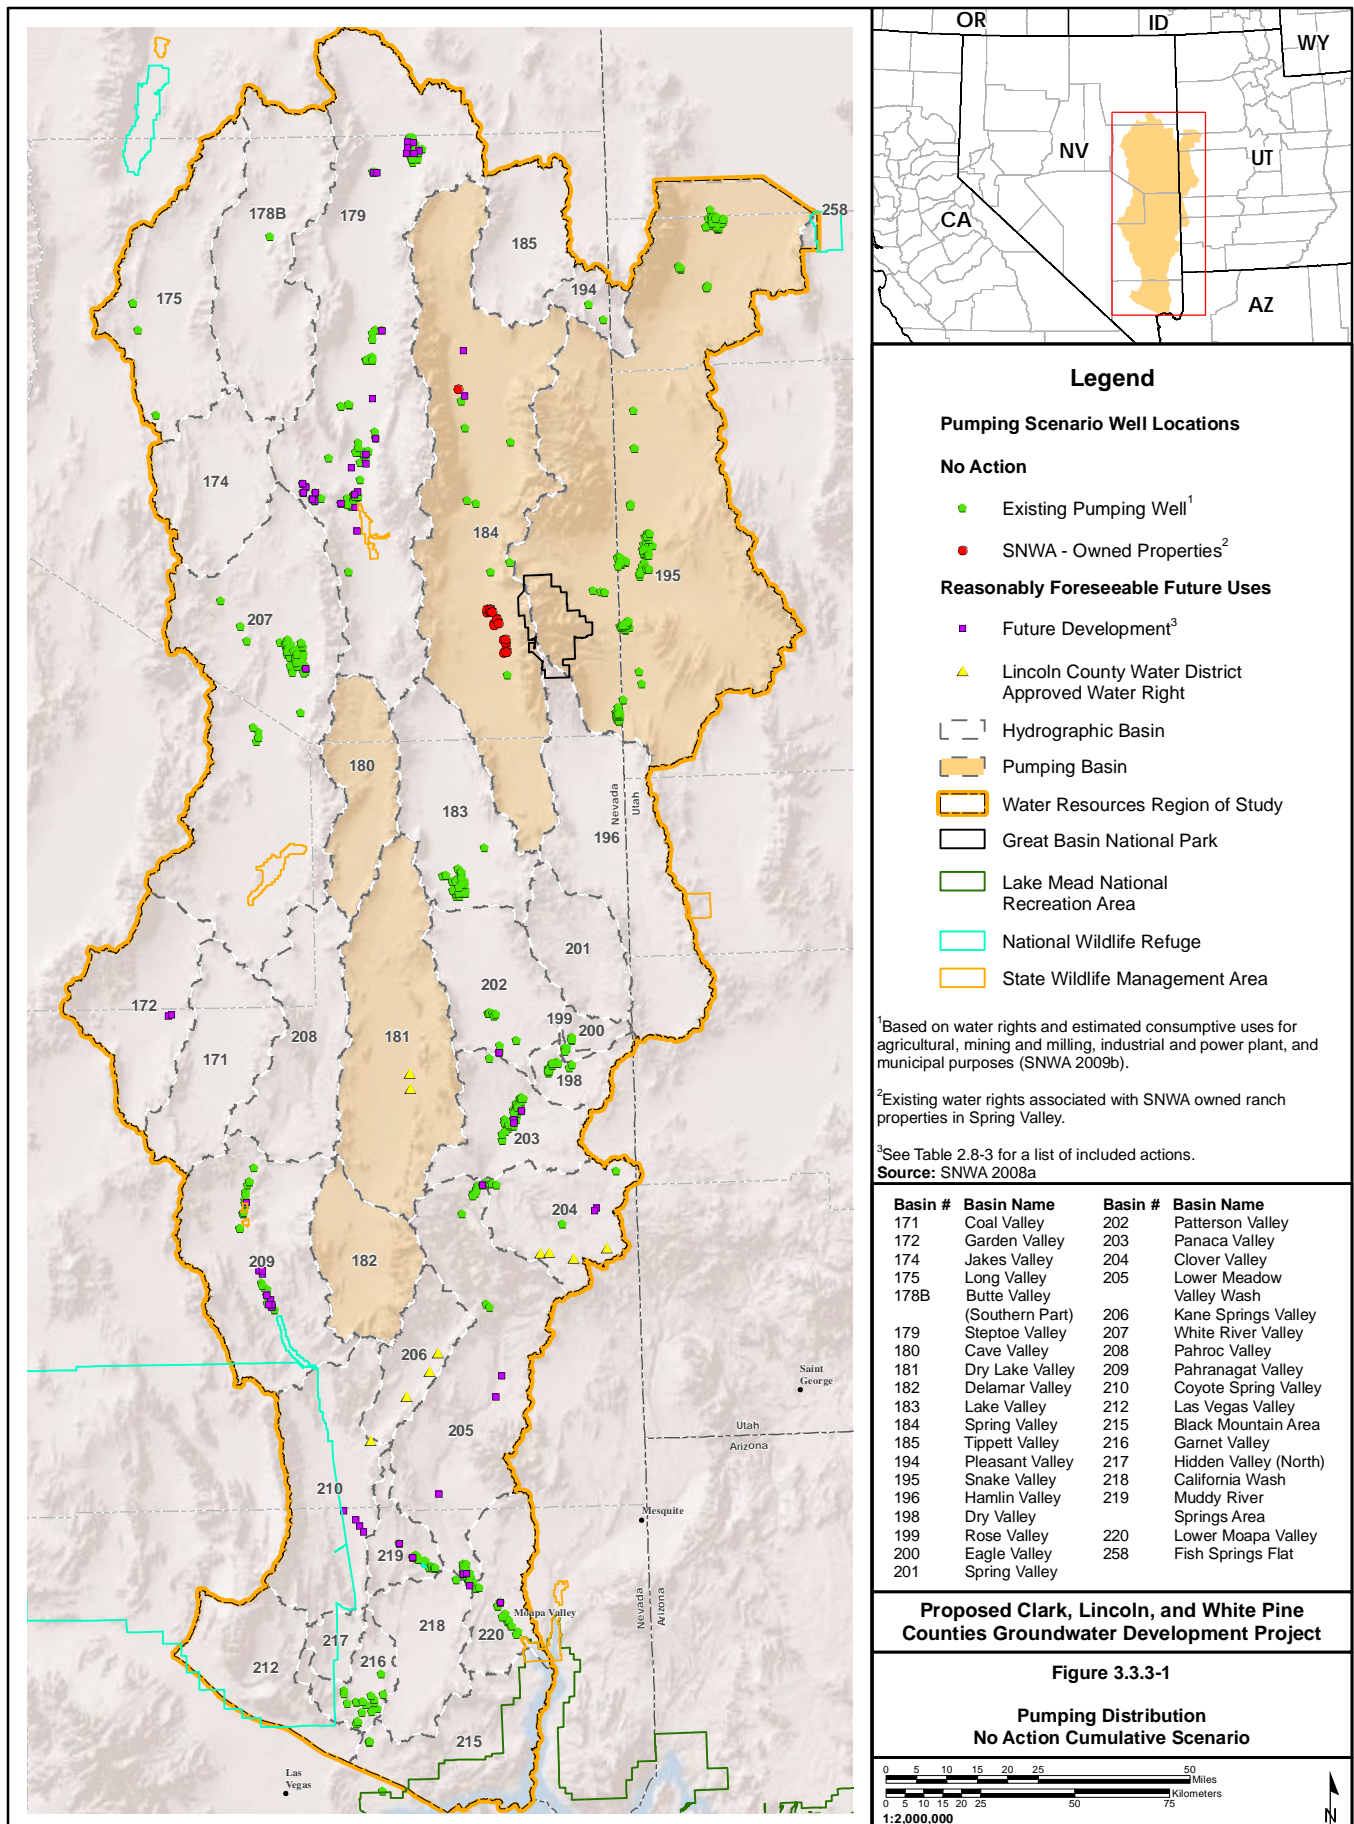 178B
179
185
258
194
175
174
184
195
207
180
183
Nevada
Utah
196
201
202
172
199
200
208
181
171
198
203
204
209
182
206
Saint
George
205
Utah
Arizona
210
Mesquite
219
Nevada
Arizona
Moapa Valley
218
220
217
216
212
215
Las
Vegas
OR
ID
WY
NV
UT
CA
AZ
Legend
Pumping Scenario Well Locations
No Action
Existing Pumping Well1
SNWA - Owned Properties2
Reasonably Foreseeable Future Uses
Future Development3
Lincoln County Water District
Approved Water Right
Hydrographic Basin
Pumping Basin
Water Resources Region of Study
Great Basin National Park
Lake Mead National
Recreation Area
National Wildlife Refuge
State Wildlife Management Area
1Based on water rights and estimated consumptive uses for
agricultural, mining and milling, industrial and power plant, and
municipal purposes (SNWA 2009b).
2Existing water rights associated with SNWA owned ranch
properties in Spring Valley.
3See Table 2.8-3 for a list of included actions.
Source: SNWA 2008a
Basin # Basin Name Basin # Basin Name
171 Coal Valley 202 Patterson Valley
172 Garden Valley 203 Panaca Valley
174 Jakes Valley 204 Clover Valley
175 Long Valley 205 Lower Meadow
178B Butte Valley Valley Wash
(Southern Part) 206 Kane Springs Valley
179 Steptoe Valley 207 White River Valley
180 Cave Valley 208 Pahroc Valley
181 Dry Lake Valley 209 Pahranagat Valley
182 Delamar Valley 210 Coyote Spring Valley
183 Lake Valley 212 Las Vegas Valley
184 Spring Valley 215 Black Mountain Area
185 Tippett Valley 216 Garnet Valley
194 Pleasant Valley 217 Hidden Valley (North)
195 Snake Valley 218 California Wash
196 Hamlin Valley 219 Muddy River
198 Dry Valley Springs Area
199 Rose Valley 220 Lower Moapa Valley
200 Eagle Valley 258 Fish Springs Flat
201 Spring Valley
Proposed Clark, Lincoln, and White Pine
Counties Groundwater Development Project
Figure 3.3.3-1
Pumping Distribution
No Action Cumulative Scenario
0 5 10 15 20 25 50
Miles
Kilometers
0 5 10 15 20 25 50 75
1:2,000,000
N